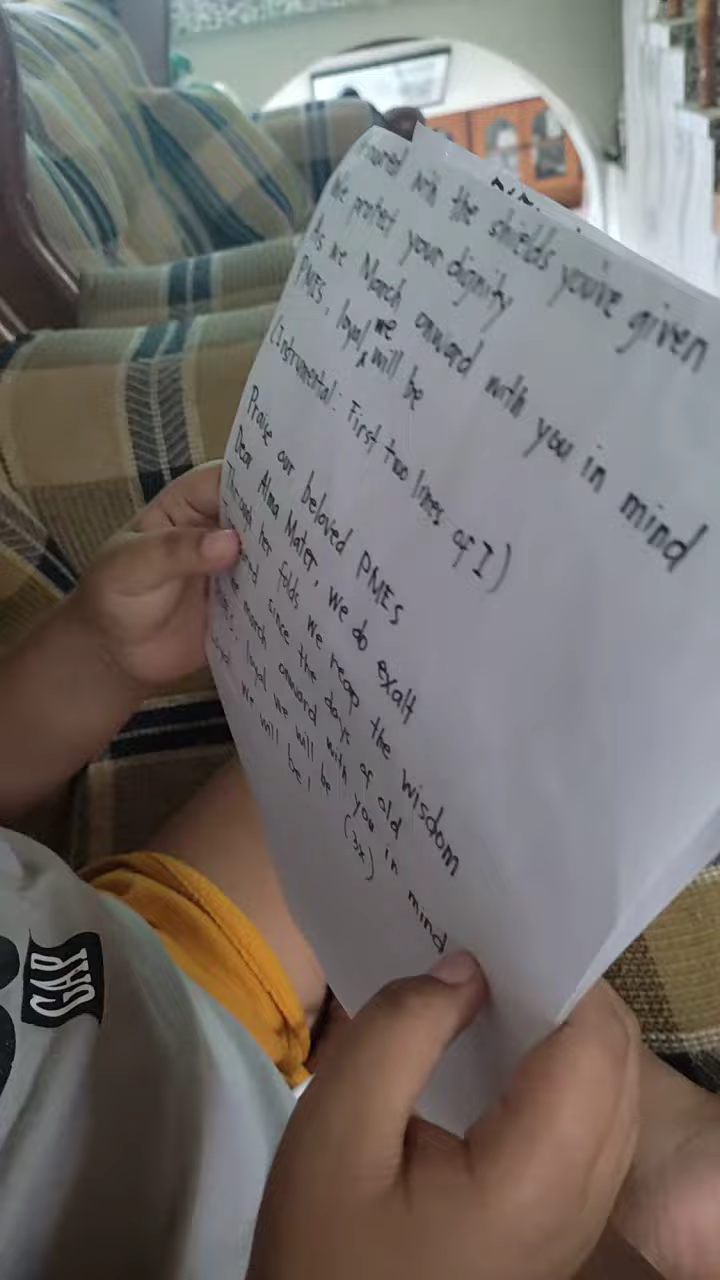 with the shields you've given
We protect your dignity
As we March onward with you in mind
PMES, loyal we will be
(Instrumental: First two lines of I)
Praise our beloved PMES
Dear Alma Mater, we do exalt
Through her folds we reap the wisdom
since the days of old
march onward with you in mind
loyal we will be (3x)
We will be!
GAP